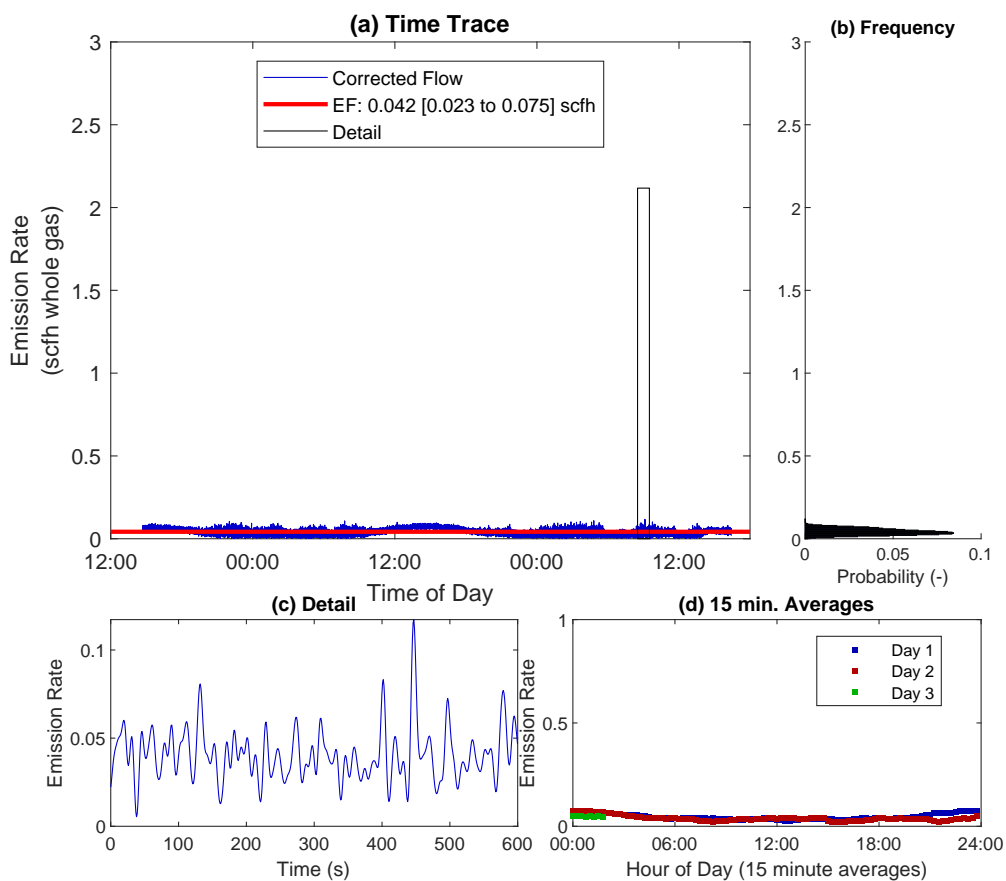 (a) Time Trace
3
2.5
2
1.5
1
0.5
0
Emission Rate
(scfh whole gas)
Corrected Flow
EF: 0.042 [0.023 to 0.075] scfh
Detail
12:00
00:00
12:00
00:00
12:00
Time of Day
(b) Frequency
3
2.5
2
1.5
1
0.5
0
0
0.05
0.1
Probability (-)
(c) Detail
0.1
0.05
0
Emission Rate
0
100
200
300
400
500
600
Time (s)
(d) 15 min. Averages
1
0.5
0
Emission Rate
Day 1
Day 2
Day 3
00:00
06:00
12:00
18:00
24:00
Hour of Day (15 minute averages)